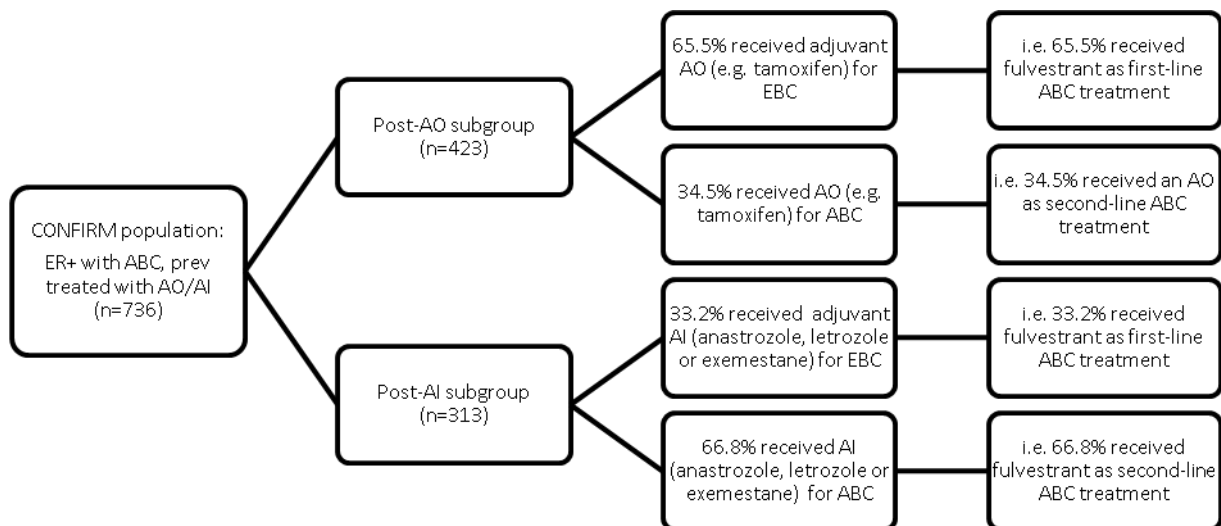 CONFIRM population:
ER+ with ABC, prev
treated with AO/AI
(n=736)
Post-AO subgroup
(n=423)
65.5% received adjuvant
AO (e.g. tamoxifen) for
EBC
i.e. 65.5% received
fulvestrant as first-line
ABC treatment
34.5% received AO (e.g.
tamoxifen) for ABC
i.e. 34.5% received an AO
as second-line ABC
treatment
Post-AI subgroup
(n=313)
33.2% received adjuvant
AI (anastrozole, letrozole
or exemestane) for EBC
i.e. 33.2% received
fulvestrant as first-line
ABC treatment
66.8% received AI
(anastrozole, letrozole or
exemestane) for ABC
i.e. 66.8% received
fulvestrant as second-line
ABC treatment